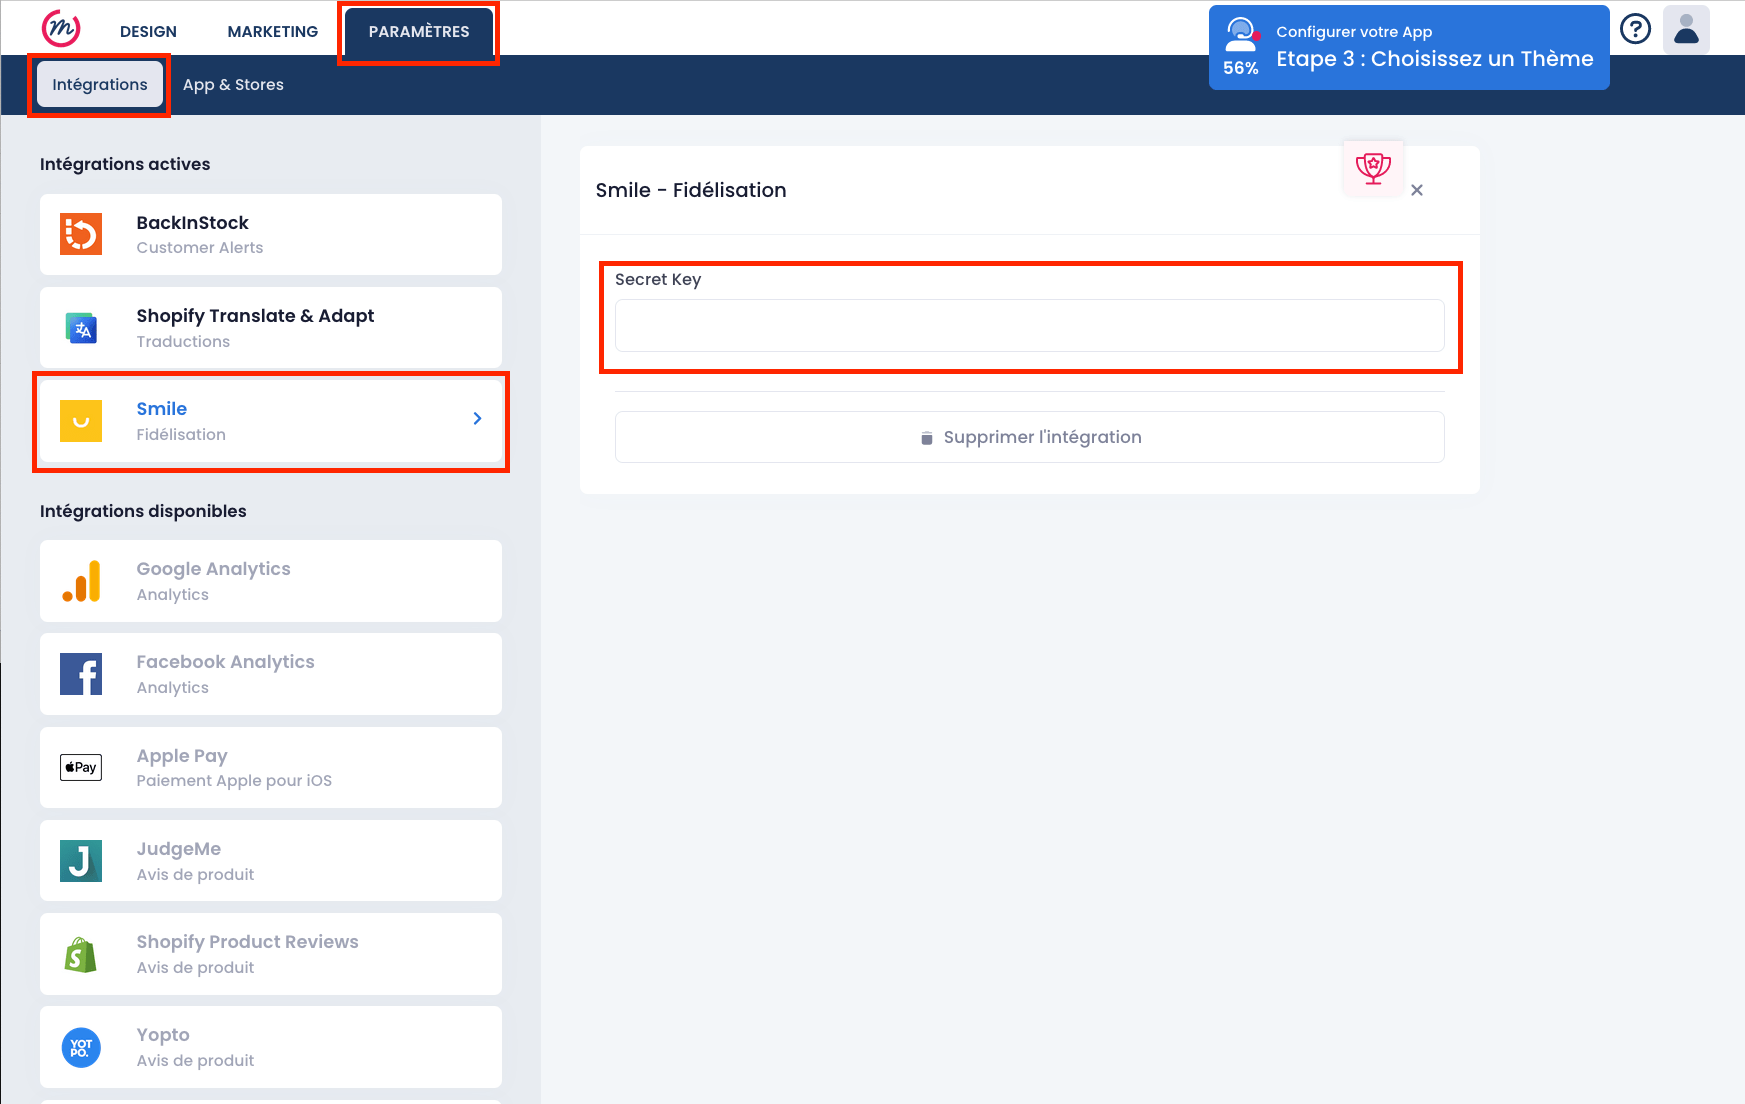 DESIGN
MARKETING
PARAMÈTRES
Configurer votre App
56%
Etape 3 : Choisissez un Thème
?
Intégrations
App & Stores
Intégrations actives
BackInStock
Customer Alerts
Shopify Translate & Adapt
Traductions
Smile
Fidélisation
Intégrations disponibles
Google Analytics
Analytics
Facebook Analytics
Analytics
Pay
Apple Pay
Paiement Apple pour iOS
J
JudgeMe
Avis de produit
Shopify Product Reviews
Avis de produit
YOT
PO.
Yopto
Avis de produit
Smile - Fidélisation
Secret Key
Supprimer l'intégration